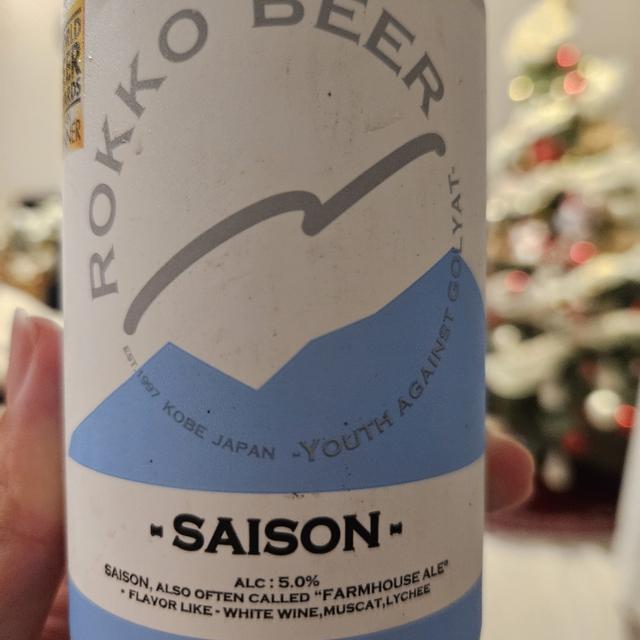 ROKKO BEER
EST. 1997 KOBE JAPAN -YOUTH AGAINST GOLYAT-
SAISON
ALC : 5.0%
SAISON, ALSO OFTEN CALLED "FARMHOUSE ALE"
- FLAVOR LIKE - WHITE WINE,MUSCAT,LYCHEE